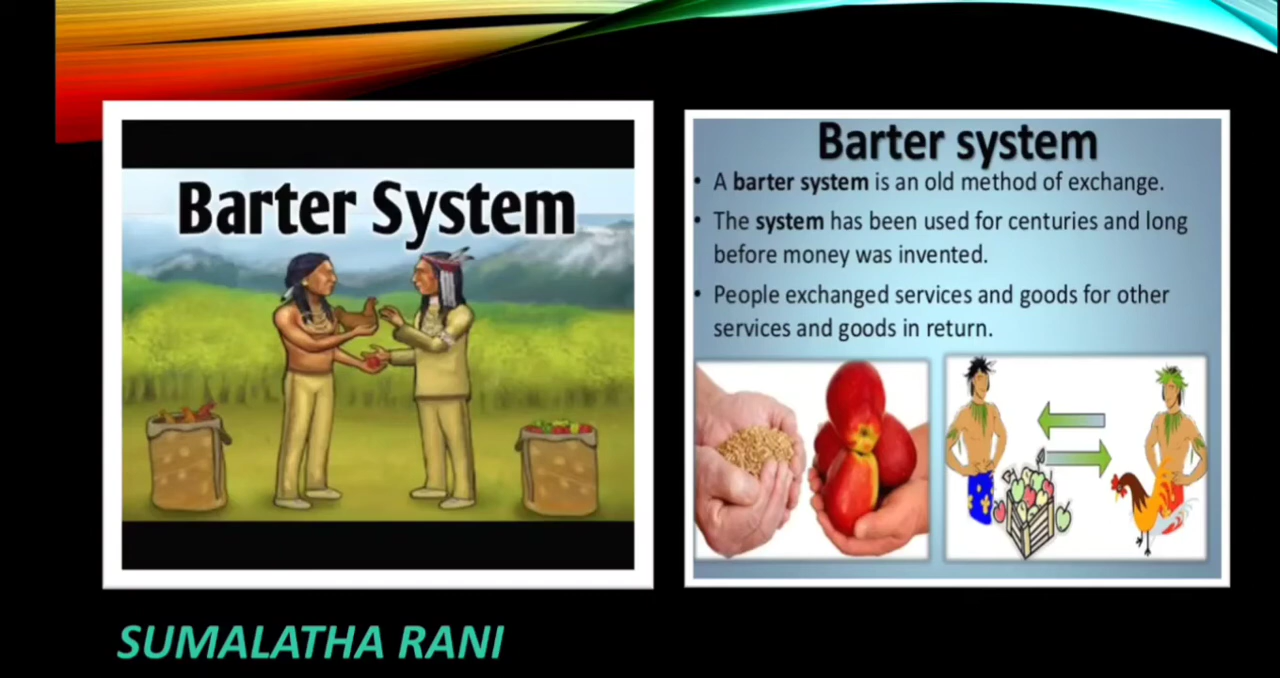 Barter System
Barter system
• A barter system is an old method of exchange.
• The system has been used for centuries and long
before money was invented.
• People exchanged services and goods for other
services and goods in return.
SUMALATHA RANI